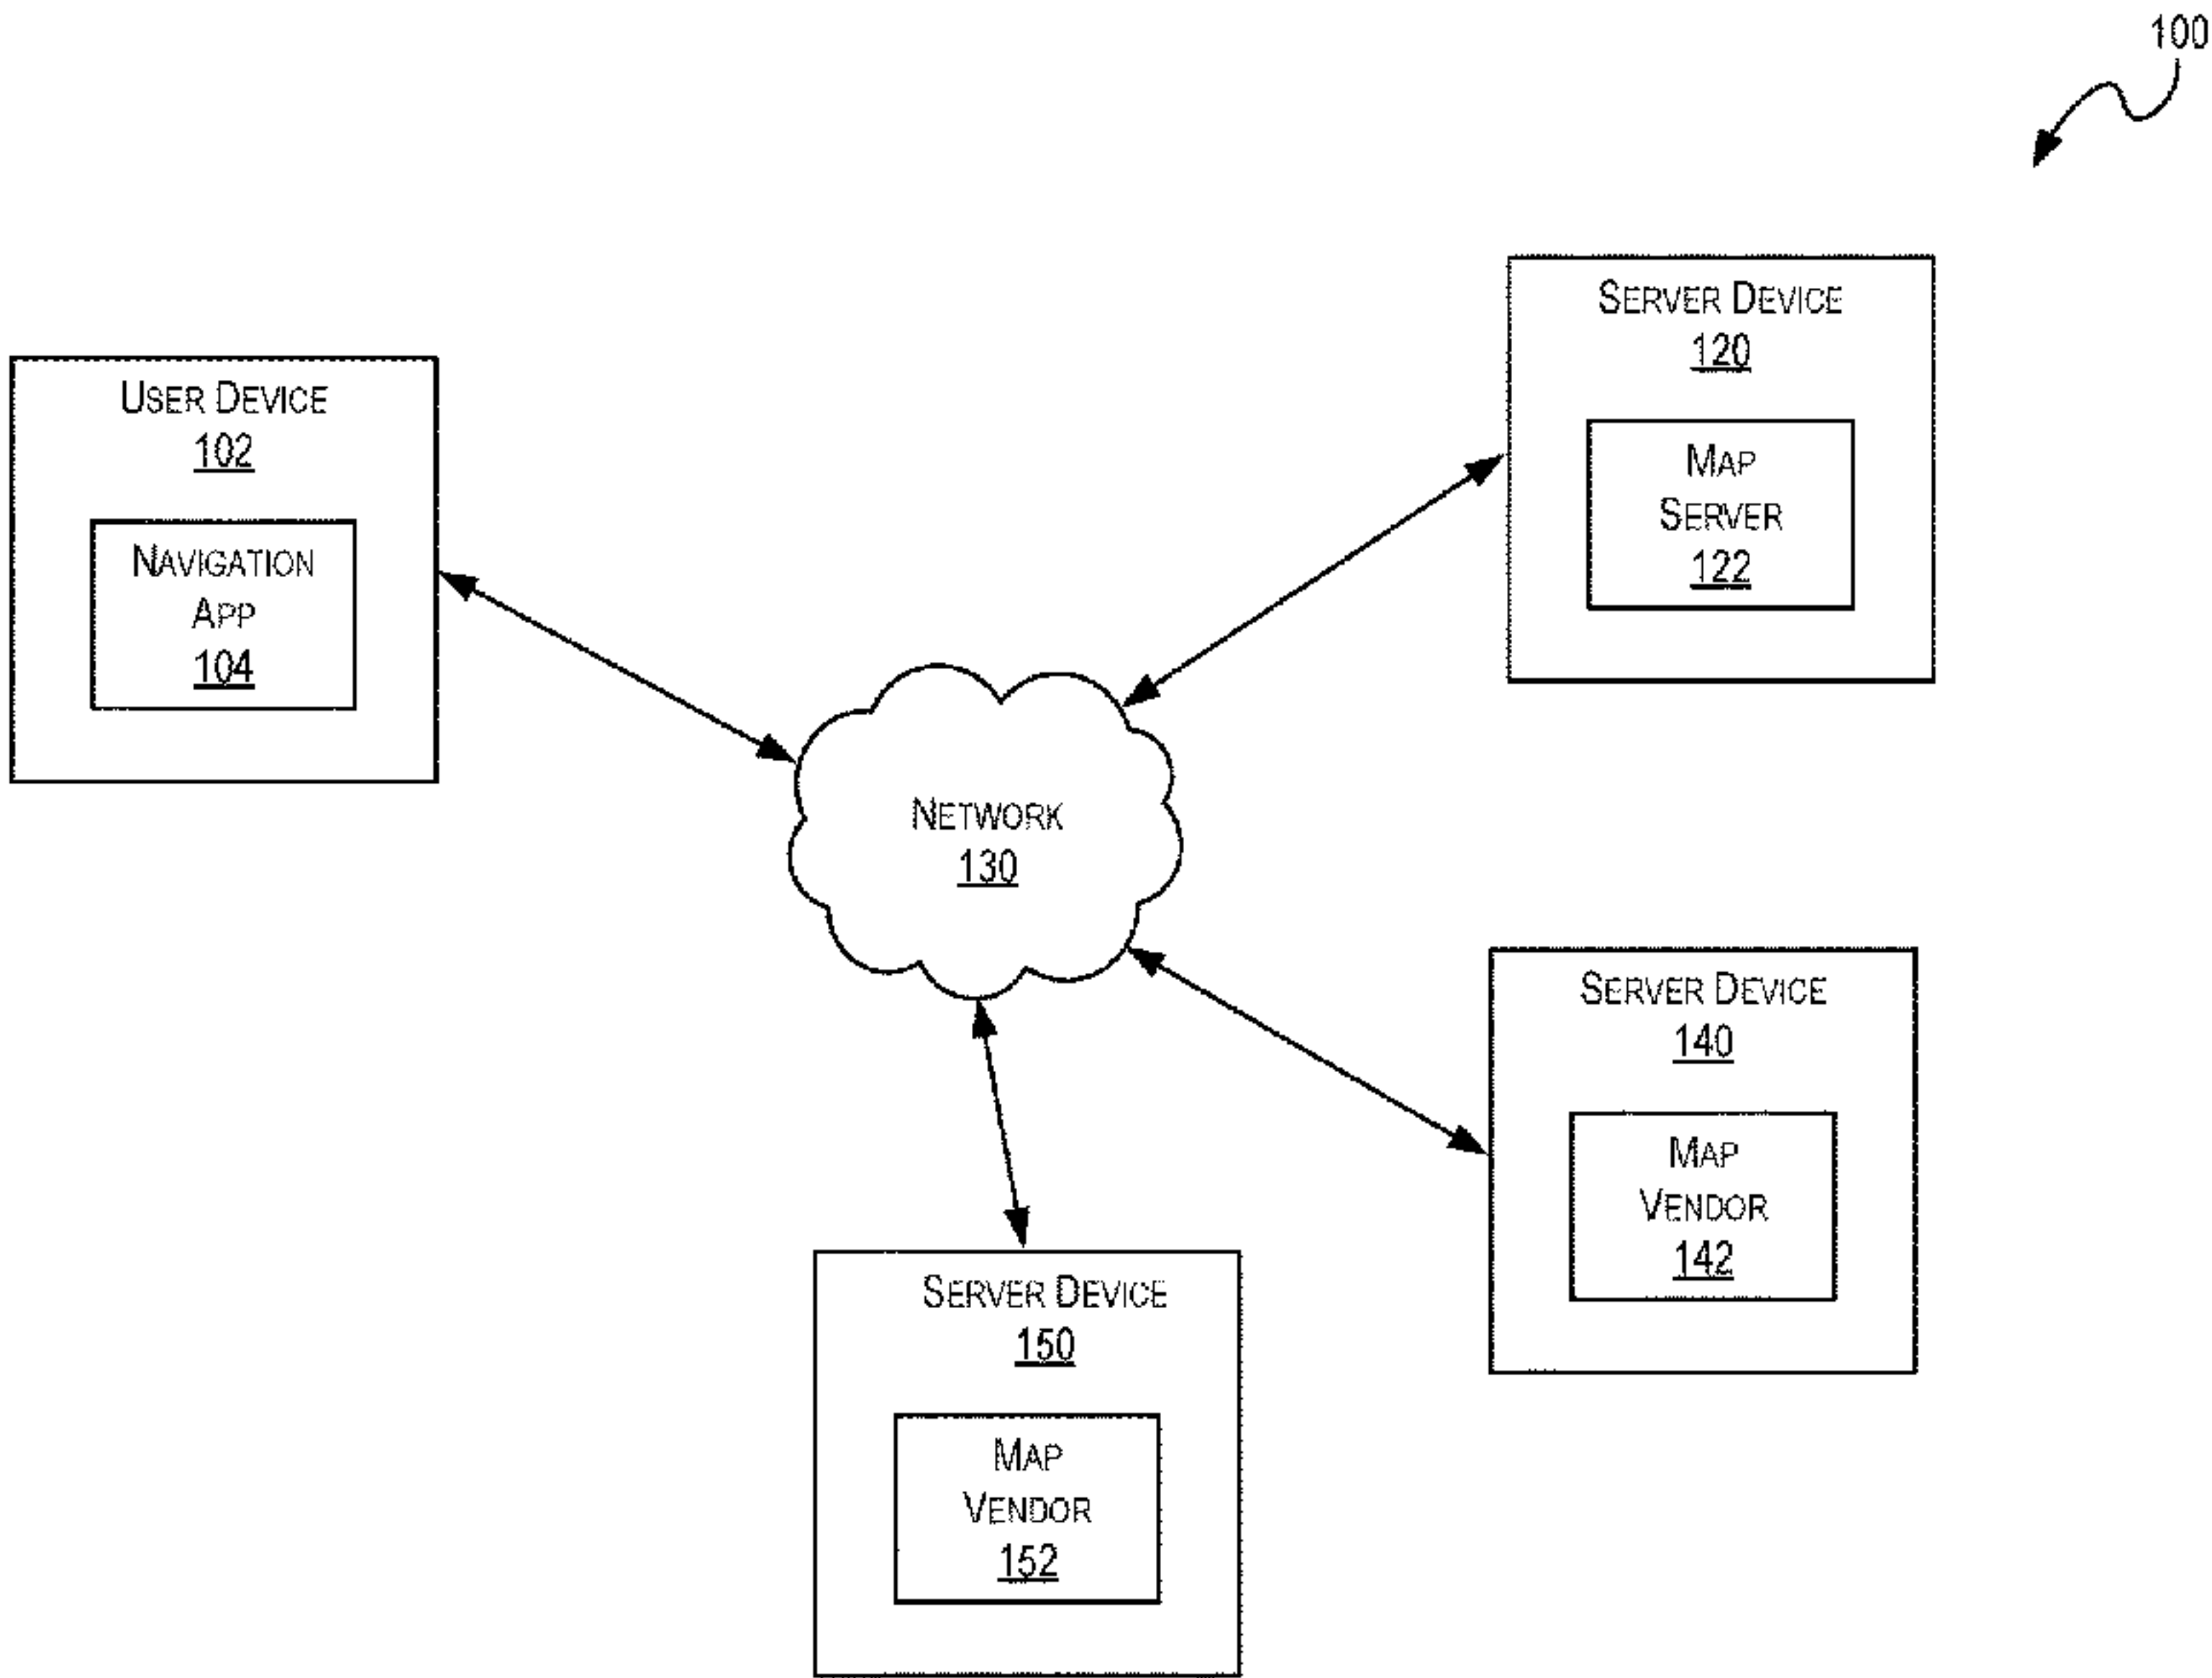 100
SERVER DEVICE
120
MAP
SERVER
122
USER DEVICE
102
NAVIGATION
APP
104
NETWORK
130
SERVER DEVICE
140
MAP
VENDOR
142
SERVER DEVICE
150
MAP
VENDOR
152